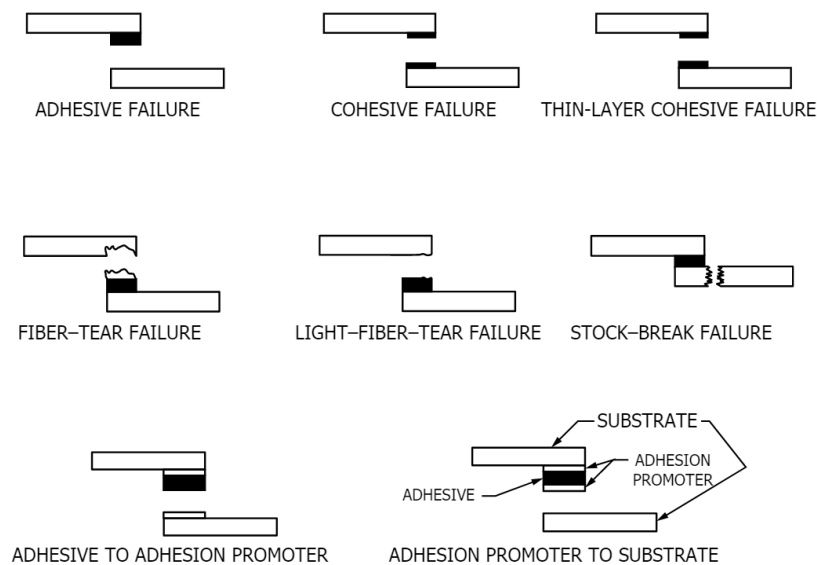 ADHESIVE FAILURE
COHESIVE FAILURE
THIN-LAYER COHESIVE FAILURE
FIBER–TEAR FAILURE
LIGHT–FIBER–TEAR FAILURE
STOCK–BREAK FAILURE
SUBSTRATE
ADHESION
PROMOTER
ADHESIVE
ADHESIVE TO ADHESION PROMOTER
ADHESION PROMOTER TO SUBSTRATE